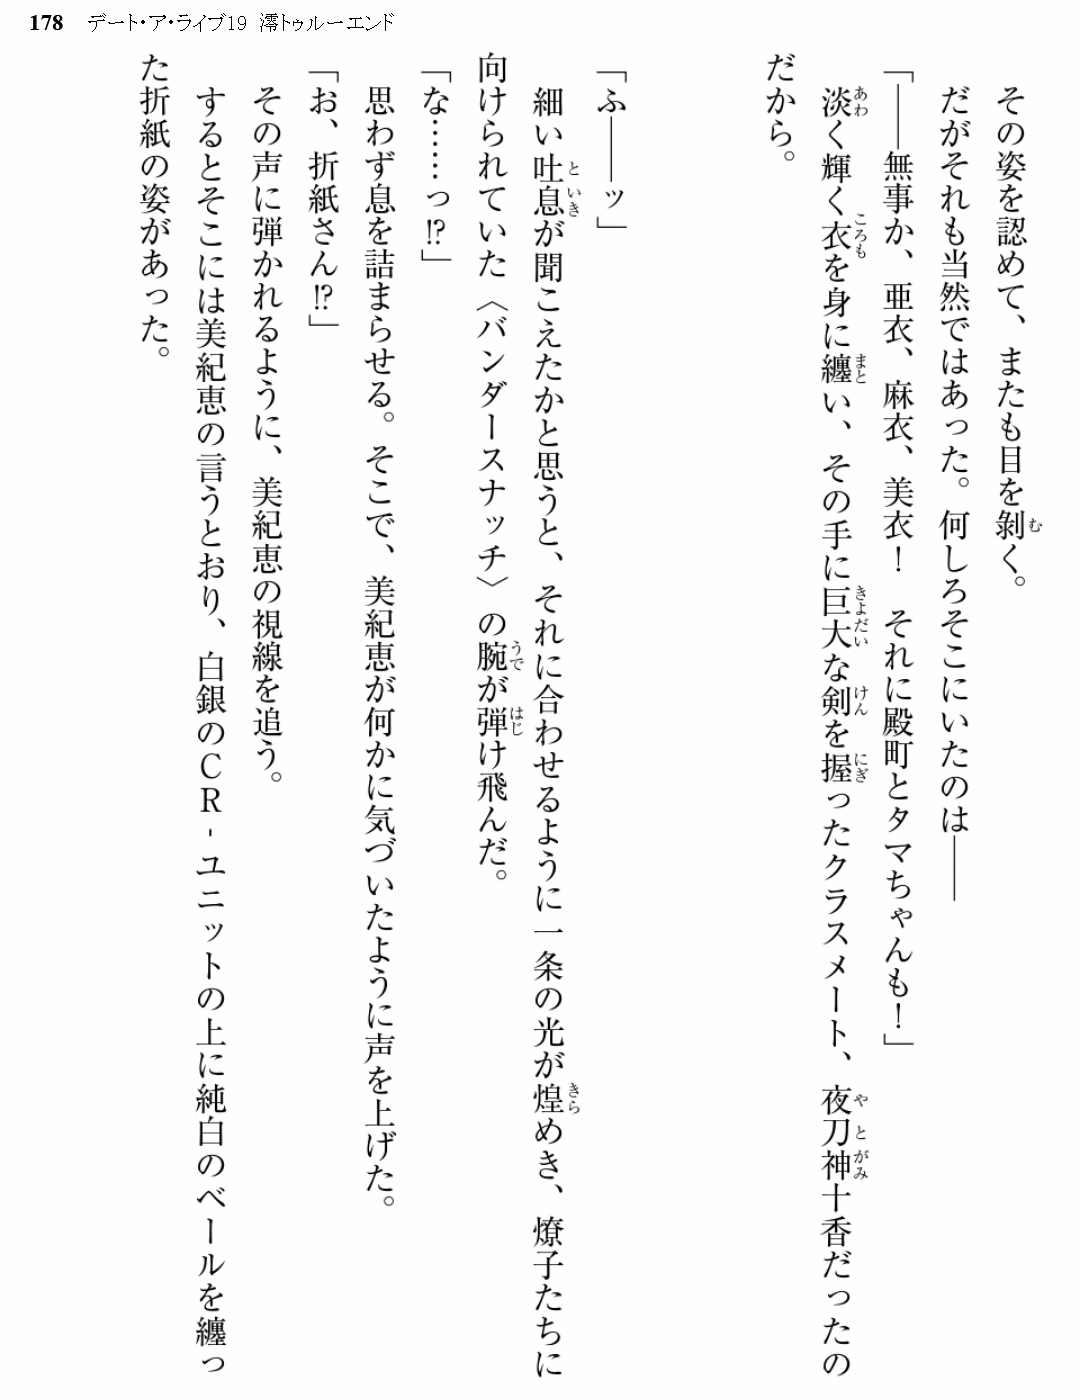 178 デート・ア・ライブ19 澪トゥルーエンド
その姿を認めて、またも目を剝く。
だがそれも当然ではあった。何しろそこにいたのは――
「――無事か、亜衣、麻衣、美衣！　それに殿町とタマちゃんも！」
淡く輝く衣を身に纏い、その手に巨大な剣を握ったクラスメート、夜刀神十香だったの
だから。
「ふ――ッ」
細い吐息が聞こえたかと思うと、それに合わせるように一条の光が煌めき、燎子たちに
向けられていた〈バンダースナッチ〉の腕が弾け飛んだ。
「な……っ!?」
思わず息を詰まらせる。そこで、美紀恵が何かに気づいたように声を上げた。
「お、折紙さん!?」
その声に弾かれるように、美紀恵の視線を追う。
するとそこには美紀恵の言うとおり、白銀のＣＲ-ユニットの上に純白のベールを纏っ
た折紙の姿があった。